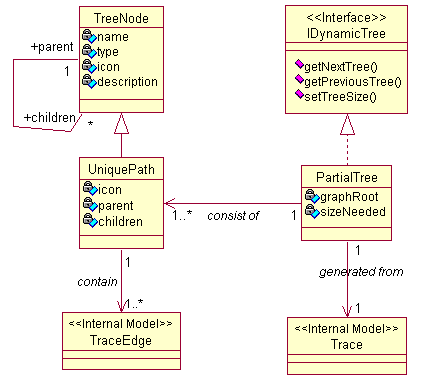 TreeNode
name
type
icon
description
+parent
1
+children
*
<<Interface>>
IDynamicTree
getNextTree()
getPreviousTree()
setTreeSize()
UniquePath
icon
parent
children
PartialTree
graphRoot
sizeNeeded
1..*
consist of
1
1
contain
1..*
1
generated from
1
<<Internal Model>>
TraceEdge
<<Internal Model>>
Trace